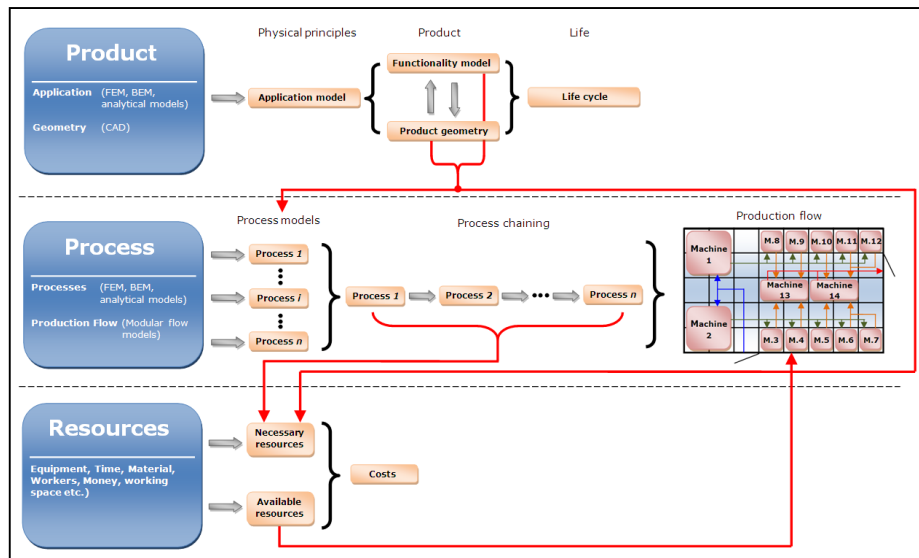 Physical principles
Product
Life
Product
Application (FEM, BEM,
analytical models)
Geometry (CAD)
Application model
Functionality model
Product geometry
Life cycle
Process models
Process chaining
Production flow
Process
Processes (FEM, BEM,
analytical models)
Production Flow (Modular flow
models)
Process 1
Process i
Process n
Process 1
Process 2
Process n
Machine
1
M.8
M.9
M.10
M.11
M.12
Machine
13
Machine
14
Machine
2
M.3
M.4
M.5
M.6
M.7
Resources
Equipment, Time, Material,
Workers, Money, working
space etc.)
Necessary
resources
Available
resources
Costs